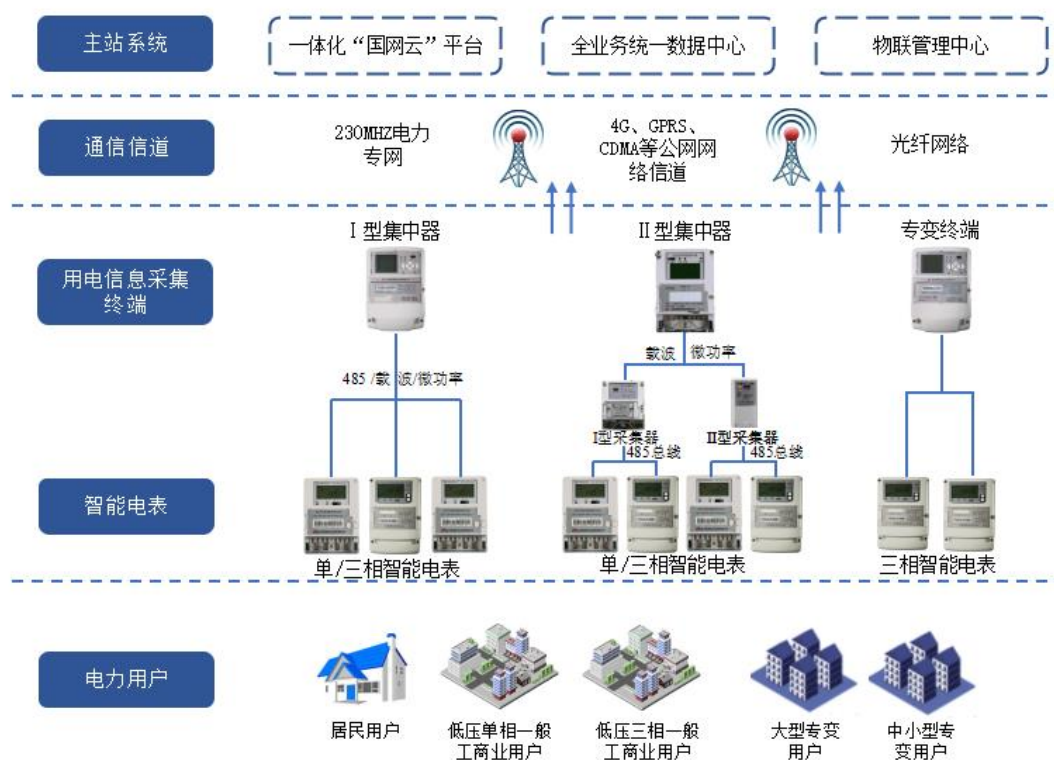 主站系统
一体化“国网云”平台
全业务统一数据中心
物联管理中心
通信信道
230MHZ电力
专网
4G、GPRS、
CDMA等公网网
络信道
光纤网络
Ⅰ型集中器
Ⅱ型集中器
专变终端
用电信息采集
终端
载波 微功率
485/载 波/微功率
Ⅰ型采集器
Ⅱ型采集器
485总线
485总线
智能电表
单/三相智能电表
单/三相智能电表
三相智能电表
电力用户
居民用户
低压单相一般
工商业用户
低压三相一般
工商业用户
大型专变
用户
中小型专
变用户